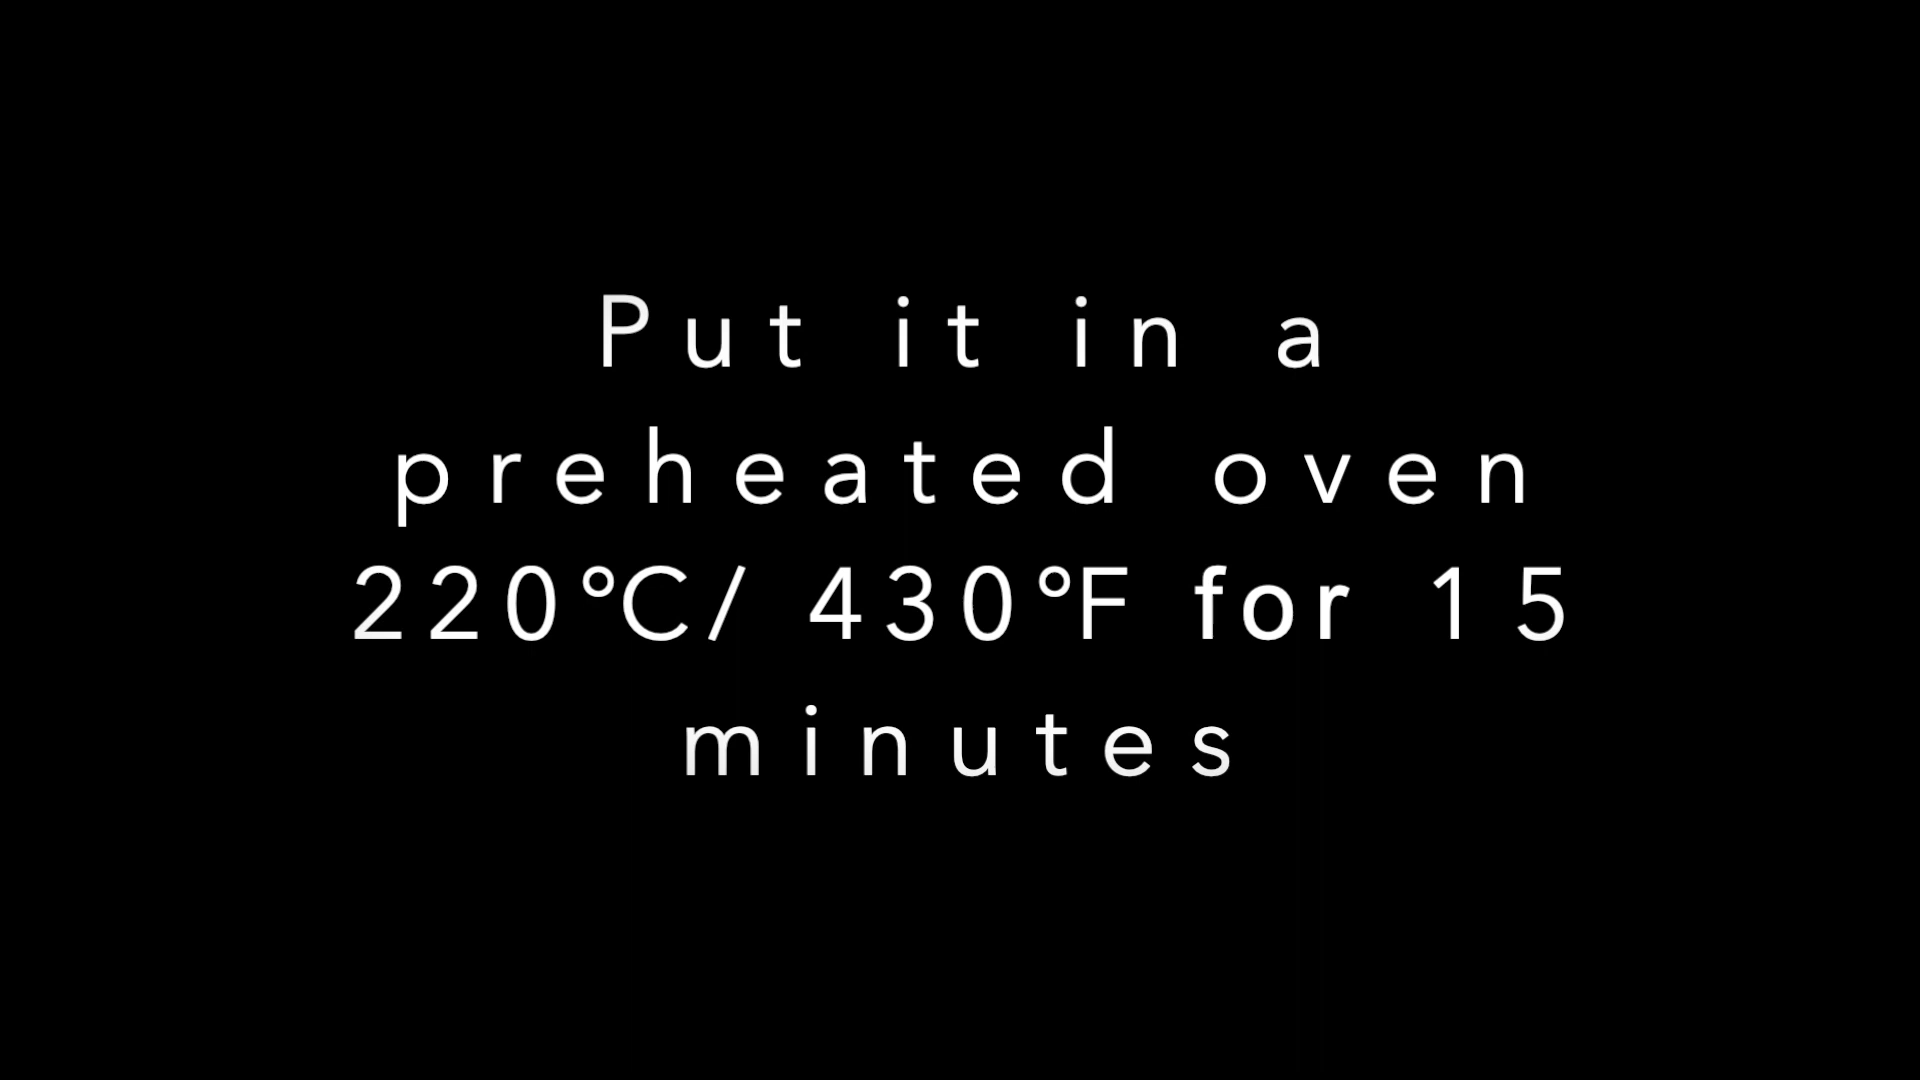 Put it in a
preheated oven
220°C/ 430°F for 15
minutes